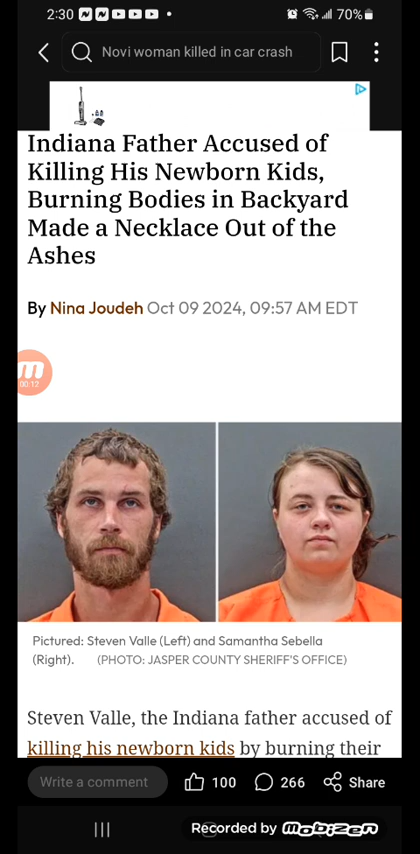 2:30
70%
Novi woman killed in car crash
Indiana Father Accused of
Killing His Newborn Kids,
Burning Bodies in Backyard
Made a Necklace Out of the
Ashes
By Nina Joudeh Oct 09 2024, 09:57 AM EDT
m
00:12
Pictured: Steven Valle (Left) and Samantha Sebella
(Right). (PHOTO: JASPER COUNTY SHERIFF'S OFFICE)
Steven Valle, the Indiana father accused of
killing his newborn kids by burning their
Write a comment 100 266 Share
Recorded by mobizen